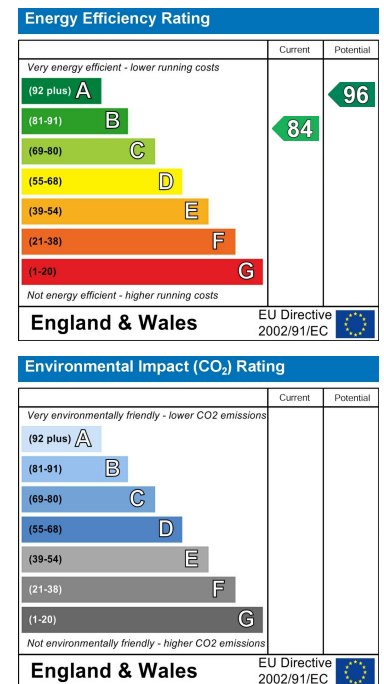 Energy Efficiency Rating
Current Potential
Very energy efficient - lower running costs
(92 plus) A
96
(81-91) B
84
(69-80) C
(55-68) D
(39-54) E
(21-38) F
(1-20) G
Not energy efficient - higher running costs
England & Wales
EU Directive
2002/91/EC
Environmental Impact (CO₂) Rating
Current Potential
Very environmentally friendly - lower CO2 emissions
(92 plus) A
(81-91) B
(69-80) C
(55-68) D
(39-54) E
(21-38) F
(1-20) G
Not environmentally friendly - higher CO2 emissions
England & Wales
EU Directive
2002/91/EC